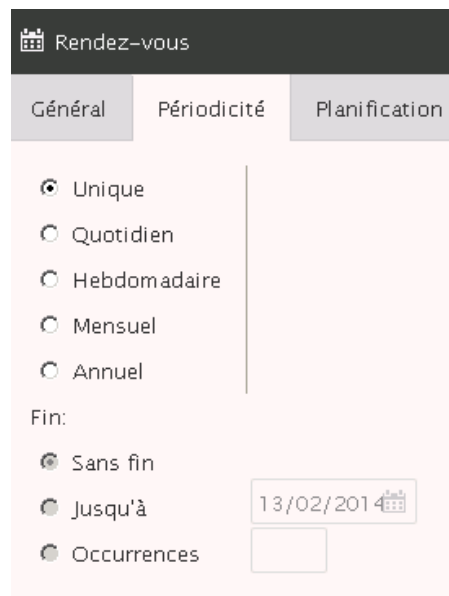 Rendez-vous
Général Périodicité Planification
Unique
Quotidien
Hebdomadaire
Mensuel
Annuel
Fin:
Sans fin
Jusqu'à 13/02/2014
Occurrences